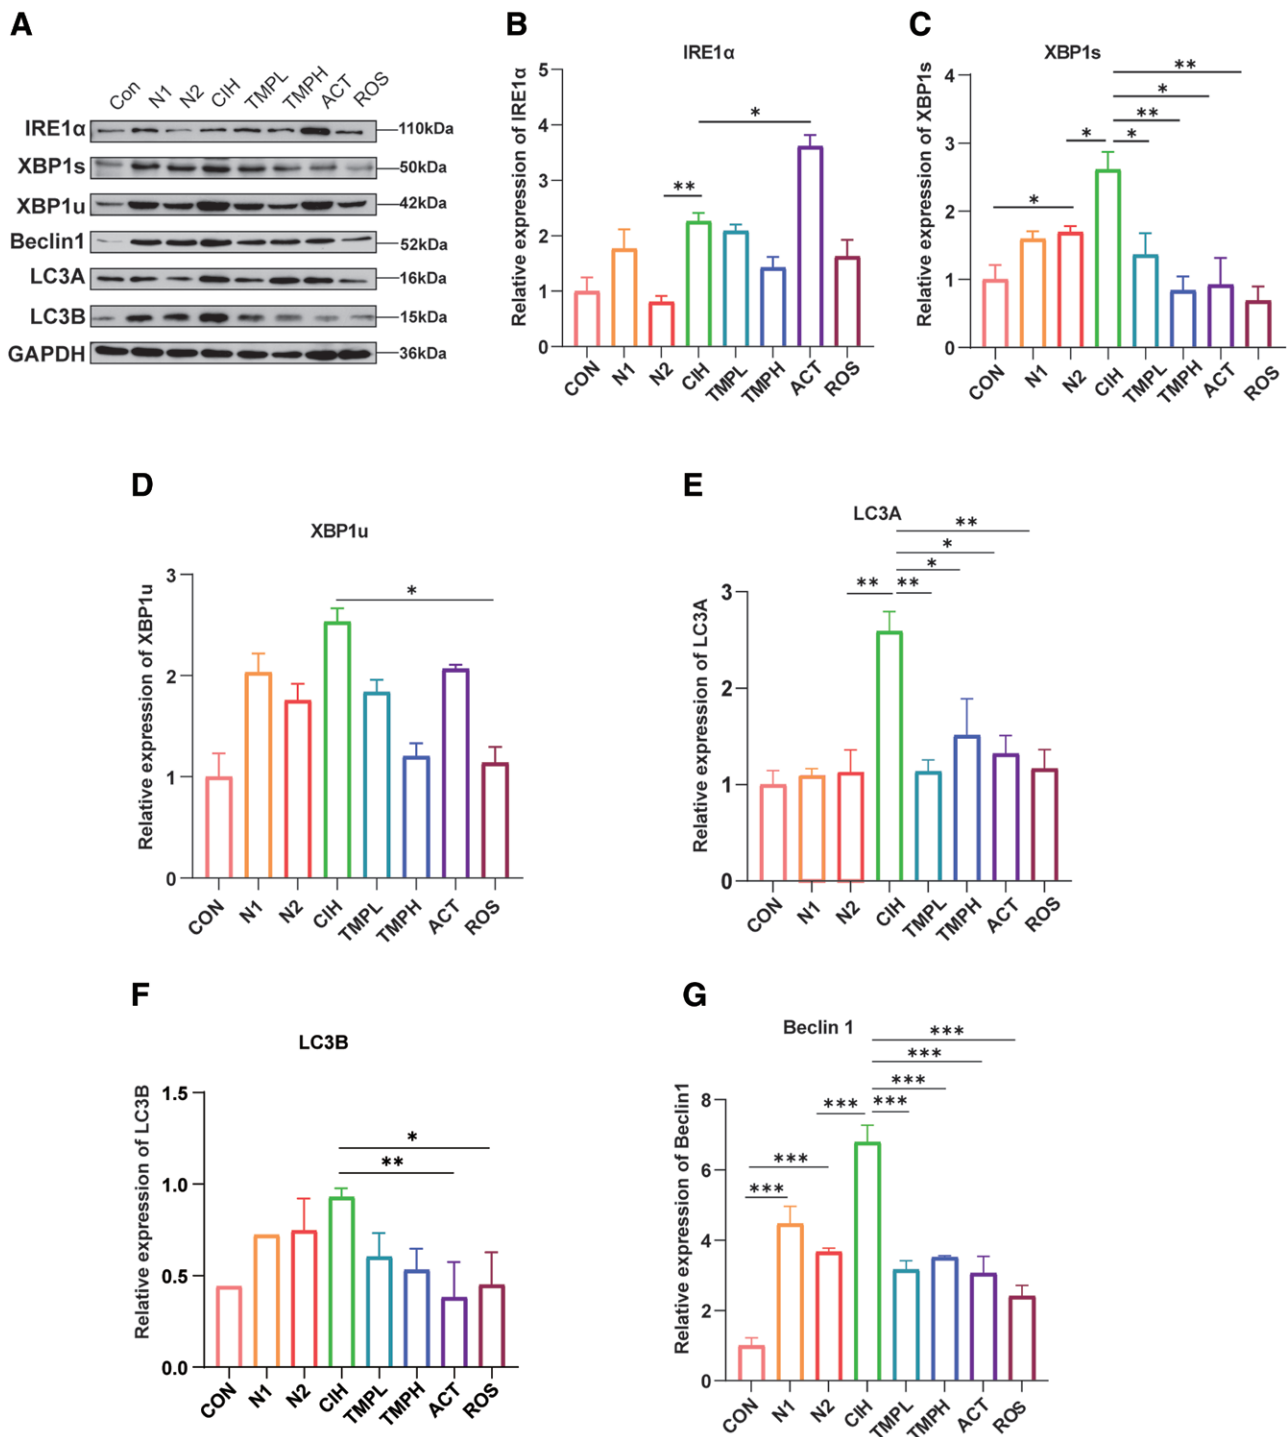 A
Con N1 N2 CIH TMPL TMPH ACT ROS
IRE1α 110kDa
XBP1s 50kDa
XBP1u 42kDa
Beclin1 52kDa
LC3A 16kDa
LC3B 15kDa
GAPDH 36kDa
B
IRE1α
Relative expression of IRE1α
5
4
3
2
1
0
*
**
CON N1 N2 CIH TMPL TMPH ACT ROS
C
XBP1s
Relative expression of XBP1s
4
3
2
1
0
**
*
**
* *
*
CON N1 N2 CIH TMPL TMPH ACT ROS
D
XBP1u
Relative expression of XBP1u
3
2
1
0
*
CON N1 N2 CIH TMPL TMPH ACT ROS
E
LC3A
Relative expression of LC3A
3
2
1
0
**
*
*
** **
CON N1 N2 CIH TMPL TMPH ACT ROS
F
LC3B
Relative expression of LC3B
1.5
1.0
0.5
0.0
*
**
CON N1 N2 CIH TMPL TMPH ACT ROS
G
Beclin 1
Relative expression of Beclin1
8
6
4
2
0
***
***
***
*** ***
***
***
CON N1 N2 CIH TMPL TMPH ACT ROS